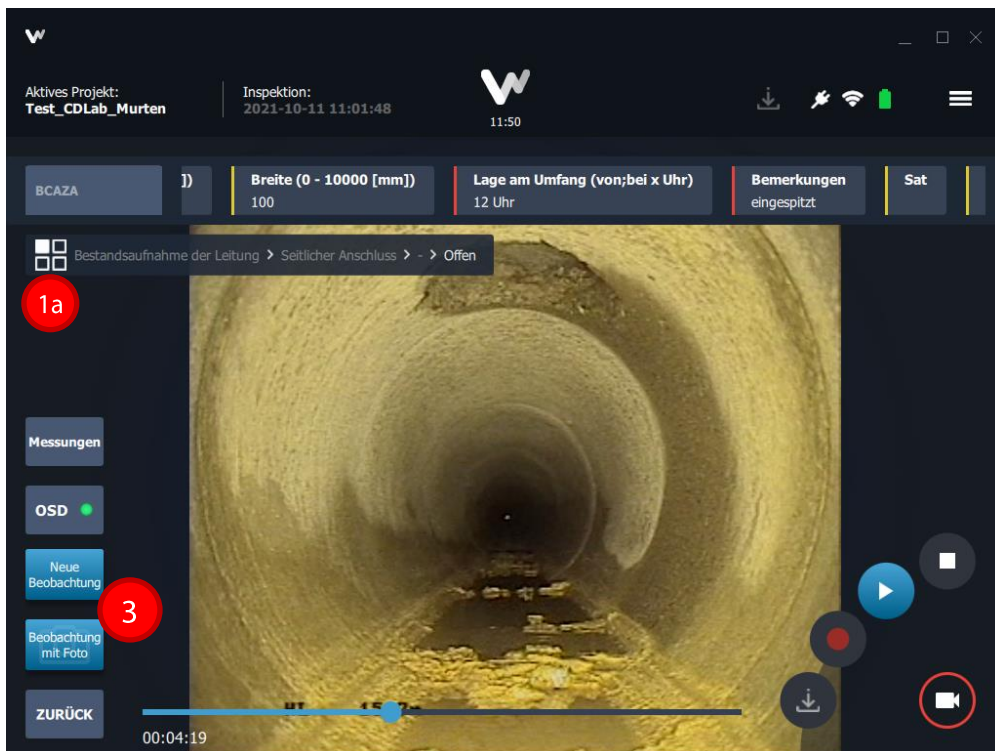 Aktives Projekt:
Test_CDLab_Murten
Inspektion:
2021-10-11 11:01:48
11:50
BCAZA
])
Breite (0 - 10000 [mm])
100
Lage am Umfang (von;bei x Uhr)
12 Uhr
Bemerkungen
eingespitzt
Sat
Bestandsaufnahme der Leitung > Seitlicher Anschluss > - > Offen
1a
Messungen
OSD
Neue
Beobachtung
3
Beobachtung
mit Foto
ZURÜCK
00:04:19